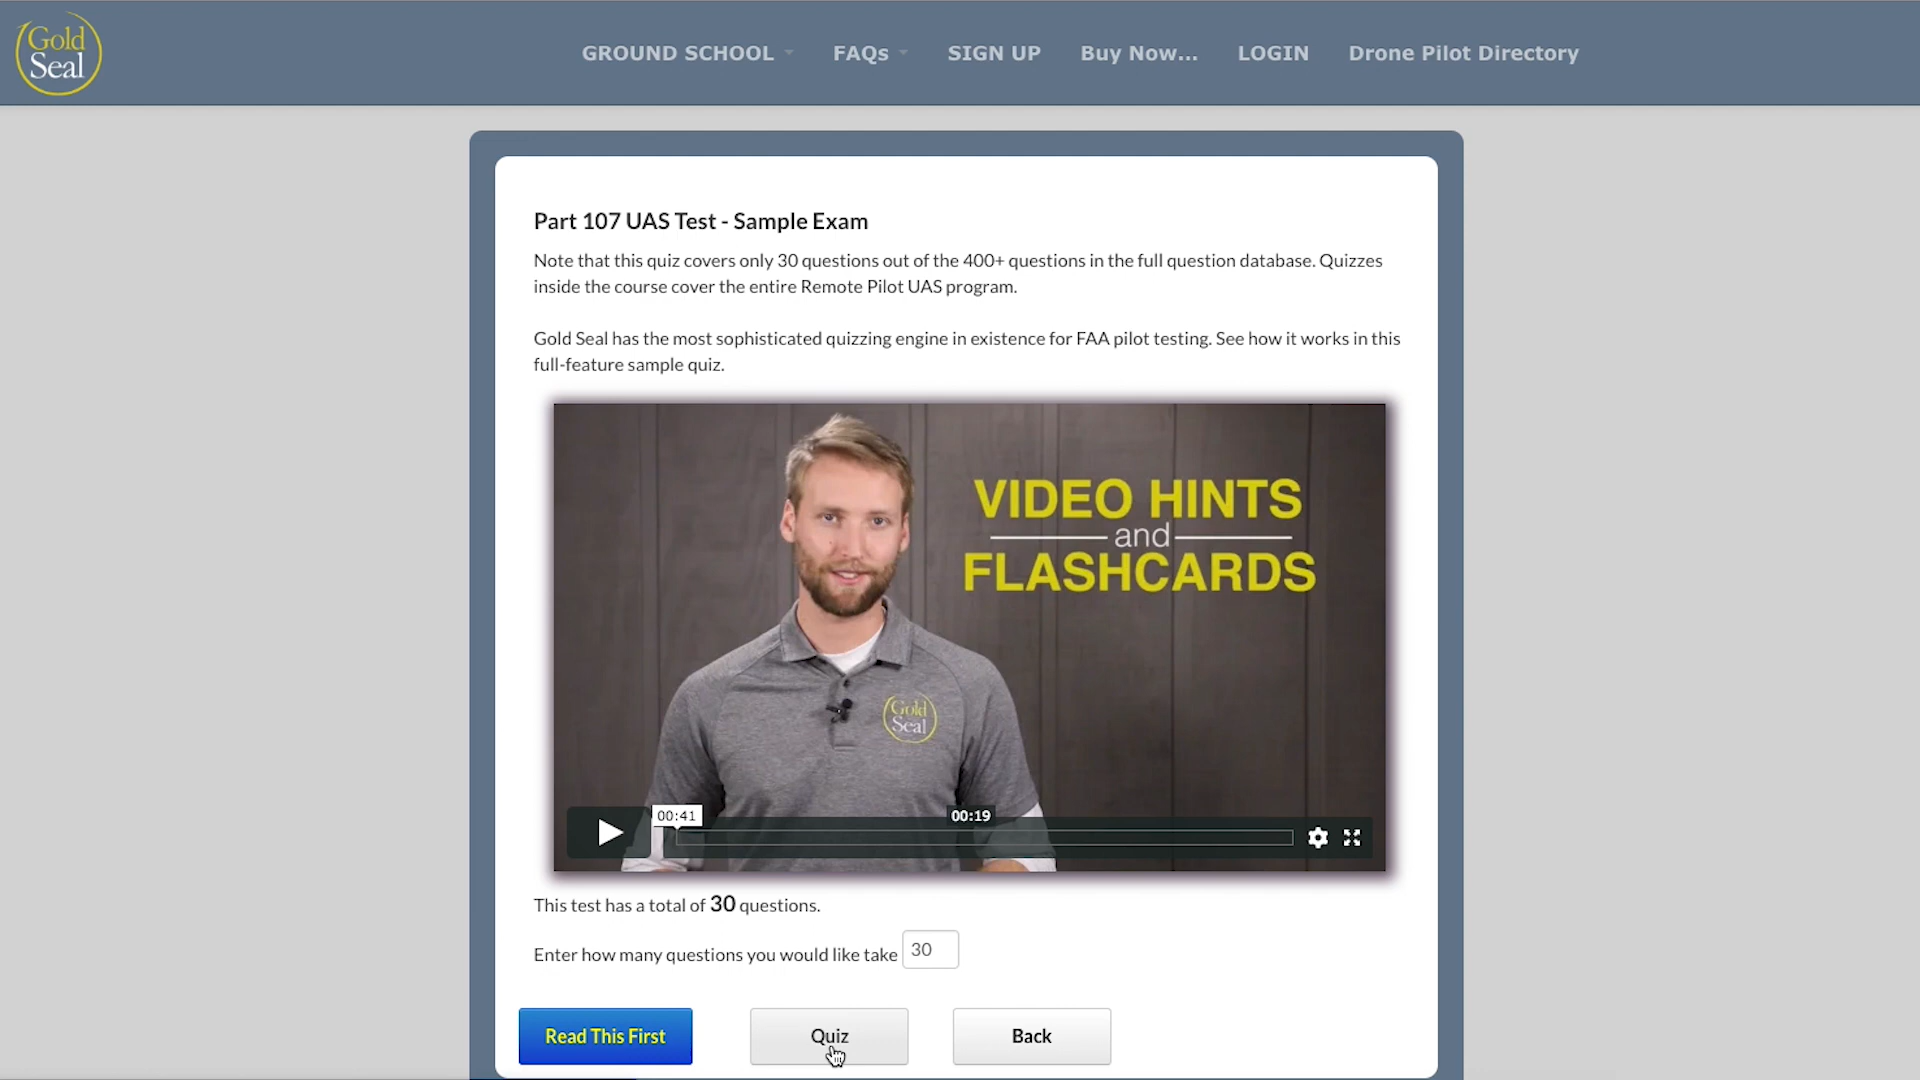 Gold
Seal
GROUND SCHOOL
FAQs
SIGN UP
Buy Now...
LOGIN
Drone Pilot Directory
Part 107 UAS Test - Sample Exam
Note that this quiz covers only 30 questions out of the 400+ questions in the full question database. Quizzes
inside the course cover the entire Remote Pilot UAS program.
Gold Seal has the most sophisticated quizzing engine in existence for FAA pilot testing. See how it works in this
full-feature sample quiz.
VIDEO HINTS
and
FLASHCARDS
Gold
Seal
00:41
00:19
This test has a total of 30 questions.
Enter how many questions you would like take 30
Read This First
Quiz
Back